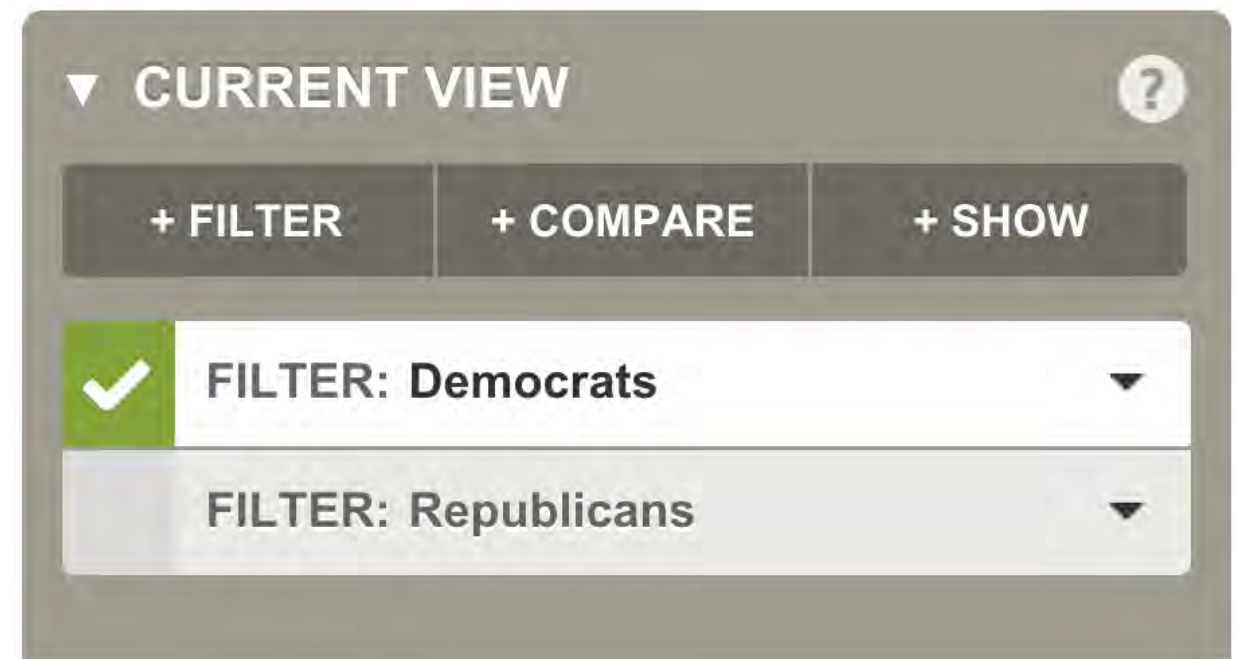 ▼ CURRENT VIEW ?
+ FILTER + COMPARE + SHOW
FILTER: Democrats
FILTER: Republicans